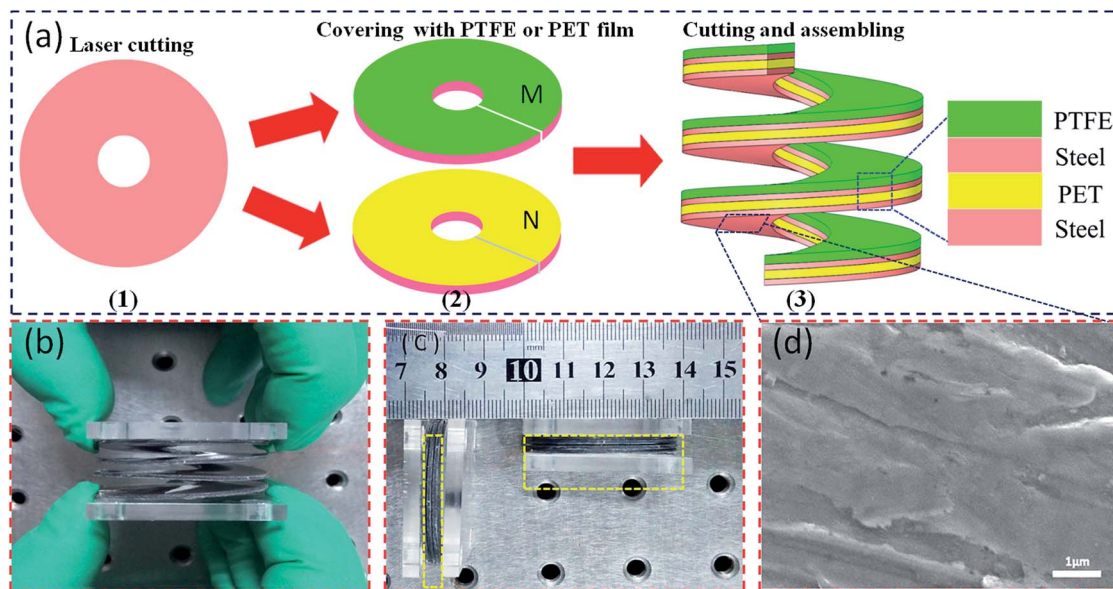 (a)
Laser cutting
Covering with PTFE or PET film
Cutting and assembling
M
N
PTFE
Steel
PET
Steel
(1)
(2)
(3)
(b)
(C)
mm
7 8 9 10 11 12 13 14 15
(d)
1μm